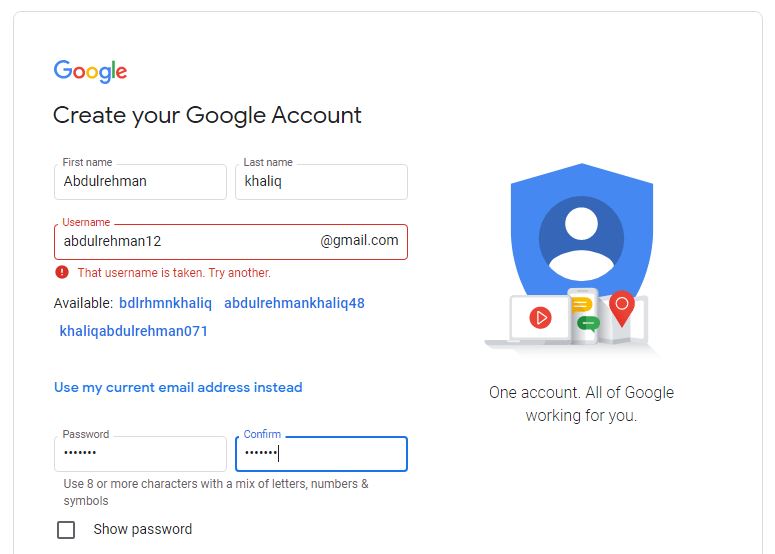 Google
Create your Google Account
First name
Last name
Abdulrehman
khaliq
Username
abdulrehman12
@gmail.com
That username is taken. Try another.
Available: bdlrhmnkhaliq abdulrehmankhaliq48
khaliqabdulrehman071
Use my current email address instead
Password
Confirm
•••••••
•••••••
Use 8 or more characters with a mix of letters, numbers &
symbols
Show password
One account. All of Google
working for you.